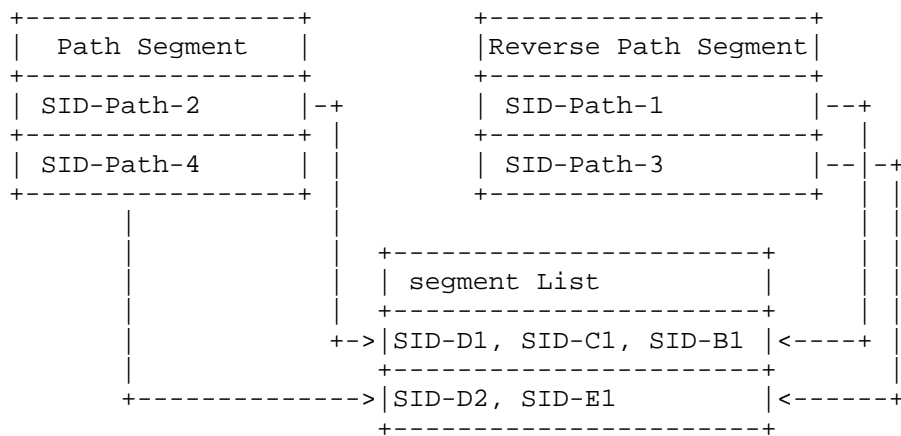 Path Segment
Reverse Path Segment
SID-Path-2
SID-Path-1
SID-Path-4
SID-Path-3
segment List
SID-D1, SID-C1, SID-B1
SID-D2, SID-E1